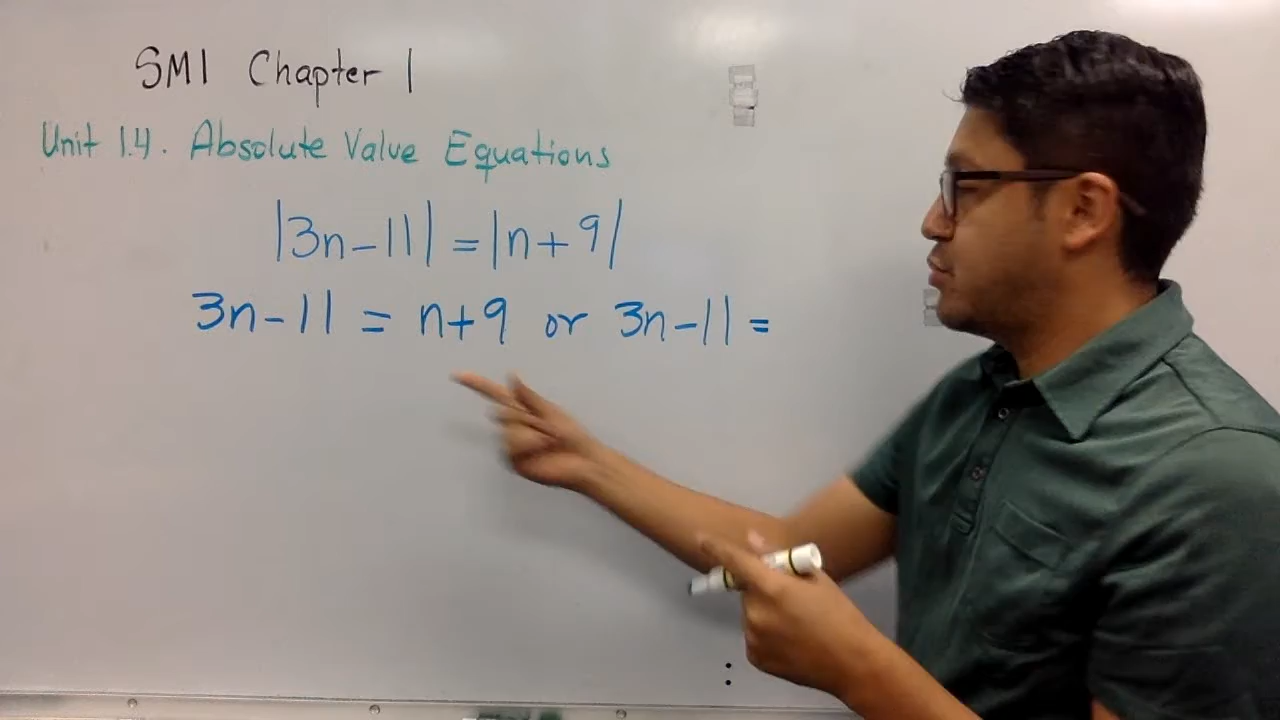 SM1 Chapter 1
Unit 1.4. Absolute Value Equations
|3n-11| = |n+9|
3n-11 = n+9 or 3n-11 =